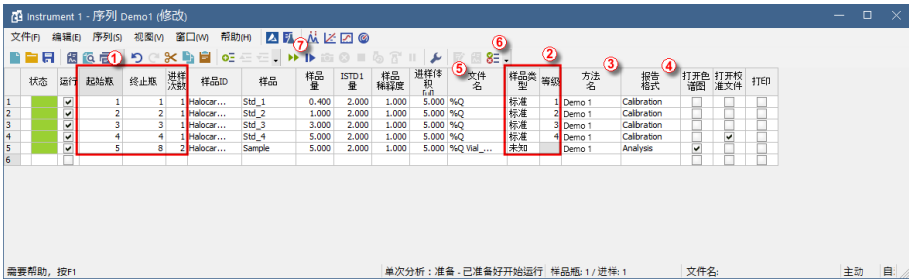 Instrument 1 - 序列 Demo1 (修改)
文件(F) 编辑(E) 序列(S) 视图(V) 窗口(W) 帮助(H)
⑦ ⑥
① ② ③ ④ ⑤
状态 运行 起始瓶 终止瓶 进样次数 样品ID 样品 样品量 ISTD1量 样品稀释度 进样体积[ul] 文件名 样品类型 等级 方法名 报告格式 打开色谱图 打开校准文件 打印
1 1 1 1 Halocar... Std_1 0.400 2.000 1.000 5.000 %Q 标准 1 Demo 1 Calibration
2 2 2 1 Halocar... Std_2 1.000 2.000 1.000 5.000 %Q 标准 2 Demo 1 Calibration
3 3 3 1 Halocar... Std_3 3.000 2.000 1.000 5.000 %Q 标准 3 Demo 1 Calibration
4 4 4 1 Halocar... Std_4 5.000 2.000 1.000 5.000 %Q 标准 4 Demo 1 Calibration
5 5 8 2 Halocar... Sample 5.000 2.000 1.000 5.000 %Q Vial_... 未知 Demo 1 Analysis
6
需要帮助，按F1 单次分析：准备 - 已准备好开始运行 样品瓶: 1 / 进样: 1 文件名: 主动 自